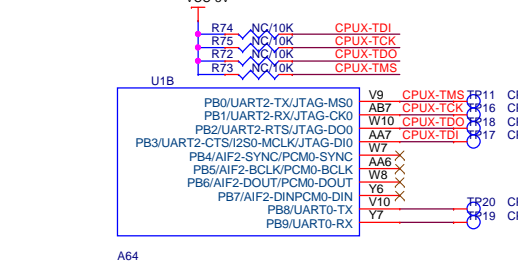 R74 NC/10K CPUX-TDI
R75 NC/10K CPUX-TCK
R72 NC/10K CPUX-TDO
R73 NC/10K CPUX-TMS
U1B
PB0/UART2-TX/JTAG-MS0 V9 CPUX-TMS TP11
PB1/UART2-RX/JTAG-CK0 AB7 CPUX-TCK TP16
PB2/UART2-RTS/JTAG-DO0 W10 CPUX-TDO TP18
PB3/UART2-CTS/I2S0-MCLK/JTAG-DI0 AA7 CPUX-TDI TP17
PB4/AIF2-SYNC/PCM0-SYNC W7
PB5/AIF2-BCLK/PCM0-BCLK AA6
PB6/AIF2-DOUT/PCM0-DOUT W8
PB7/AIF2-DINPCM0-DIN Y6
PB8/UART0-TX V10 TP20
PB9/UART0-RX Y7 TP19
A64